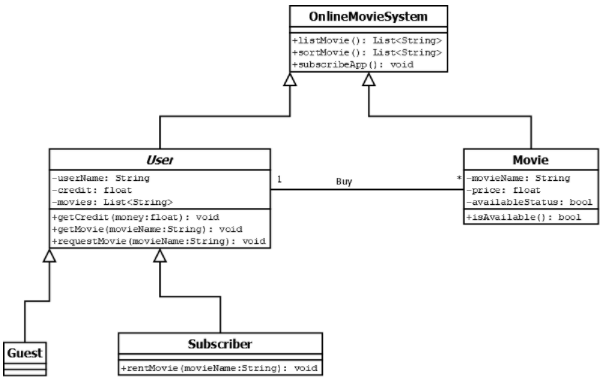 OnlineMovieSystem
+listMovie(): List<String>
+sortMovie(): List<String>
+subscribeApp(): void
User
-userName: String
-credit: float
-movies: List<String>
+getCredit(money:float): void
+getMovie(movieName:String): void
+requestMovie(movieName:String): void
1
Buy
*
Movie
-movieName: String
-price: float
-availableStatus: bool
+isAvailable(): bool
Guest
Subscriber
+rentMovie(movieName:String): void